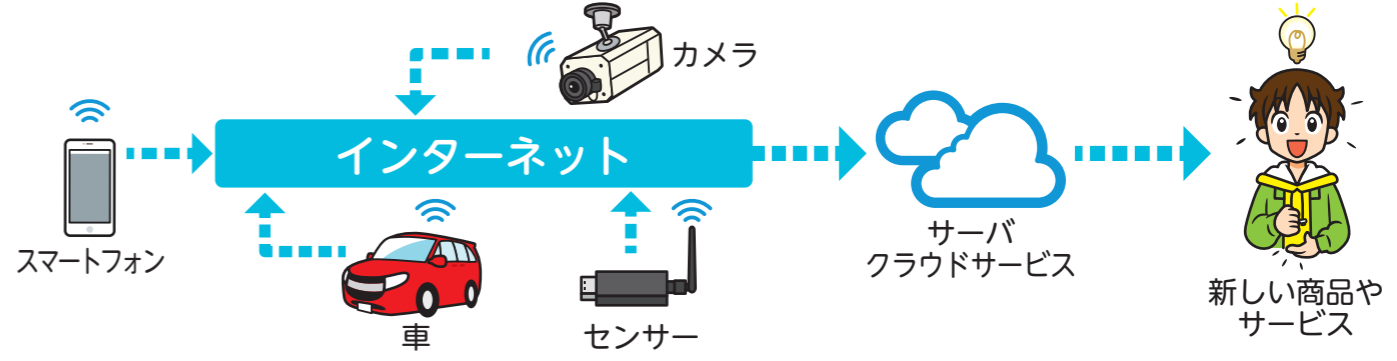 カメラ
インターネット
スマートフォン
車
センサー
サーバ
クラウドサービス
新しい商品や
サービス